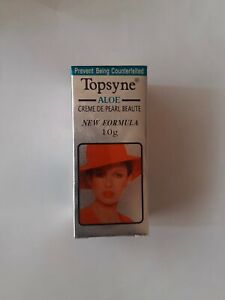 Prevent Being Counterfeited
Topsyne®
ALOE
CREME DE PEARL BEAUTE
NEW FORMULA
10g